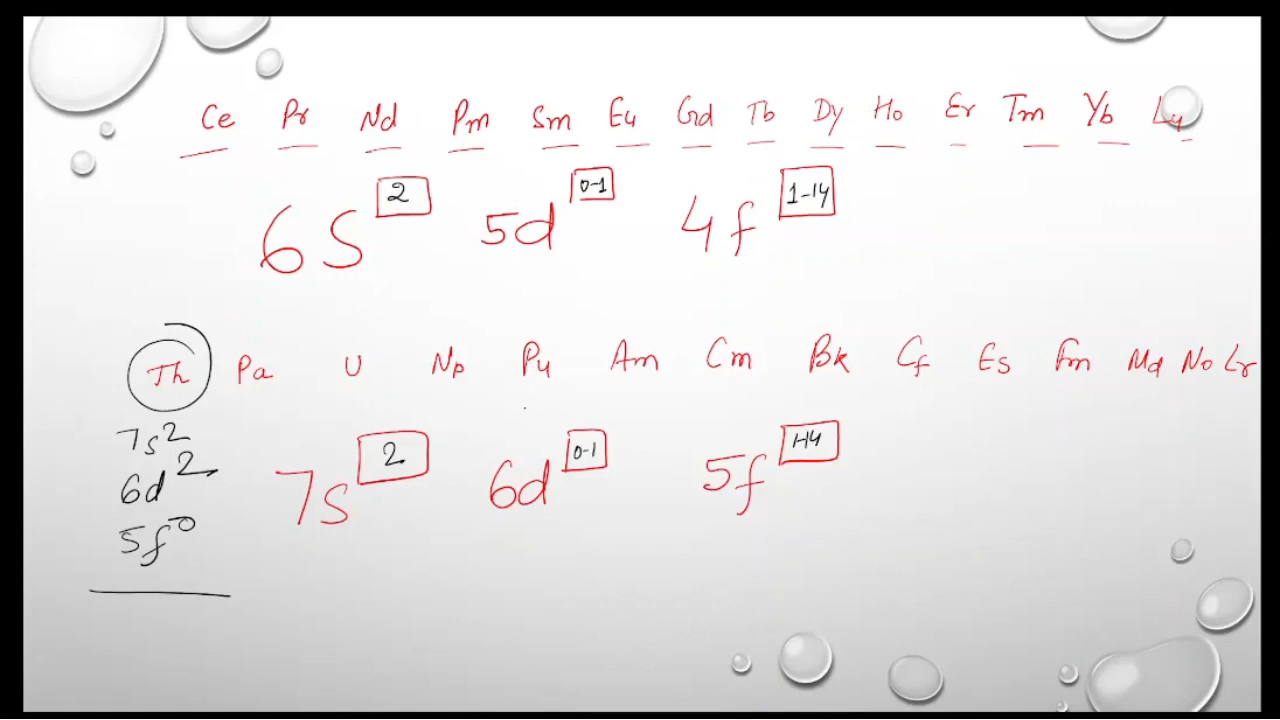 Ce Pr Nd Pm Sm Eu Gd Tb Dy Ho Er Tm Yb Lu
6s 2 5d 0-1 4f 1-14
Th Pa U Np Pu Am Cm Bk Cf Es Fm Md No Lr
7s2
6d2
5f0
7s 2 6d 0-1 5f 1-14